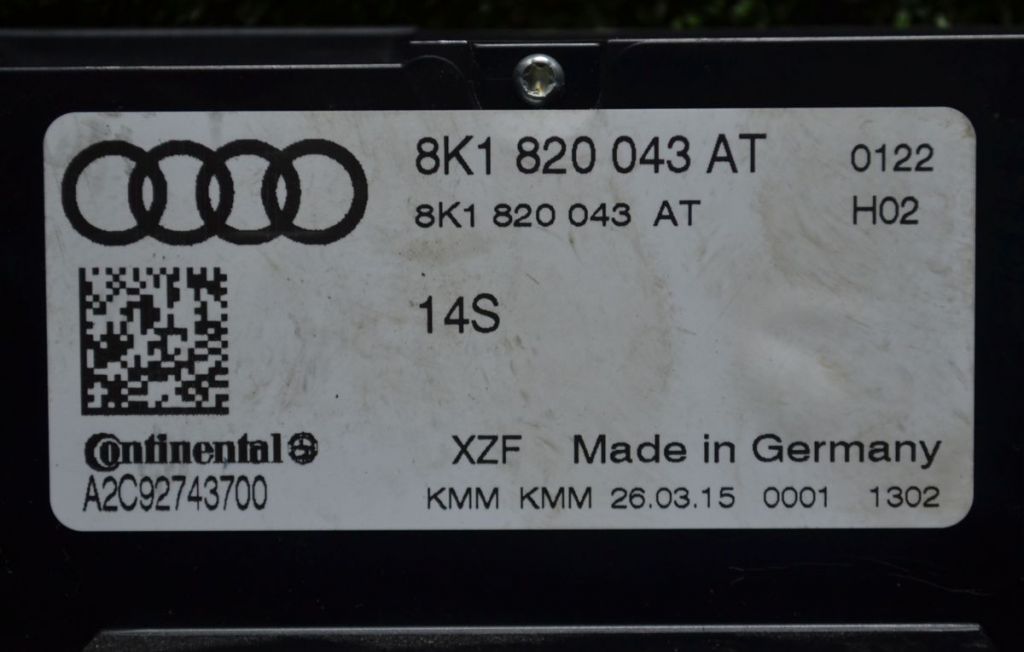 8K1 820 043 AT 0122
8K1 820 043 AT H02
14S
Continental
XZF Made in Germany
A2C92743700
KMM KMM 26.03.15 0001 1302